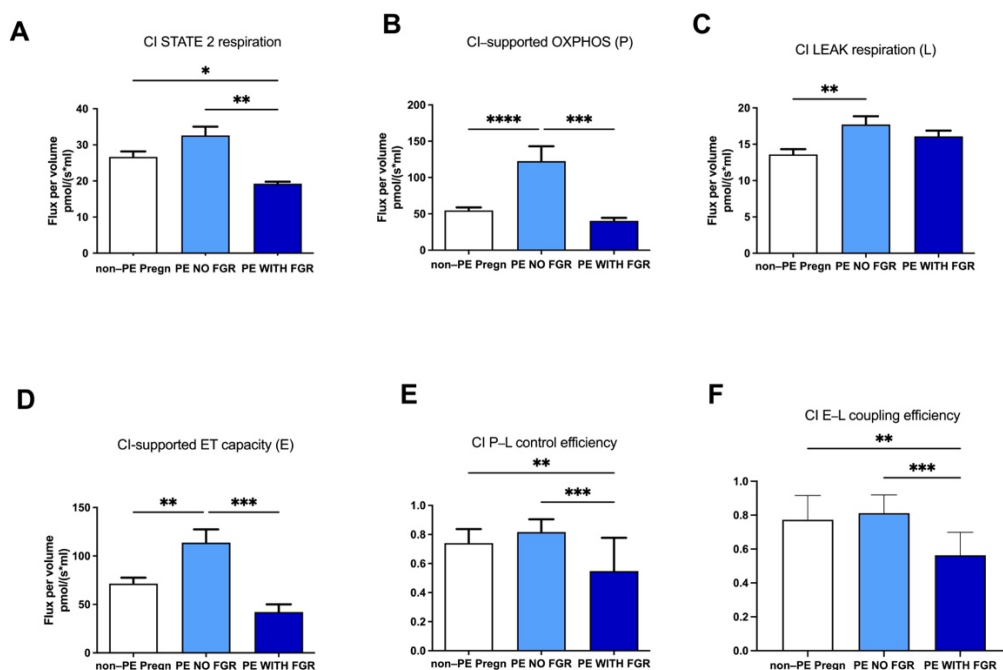 A
CI STATE 2 respiration
*
**
40
30
20
10
0
Flux per volume
pmol/(s*ml)
non–PE Pregn PE NO FGR PE WITH FGR
B
CI–supported OXPHOS (P)
**** ***
200
150
100
50
0
Flux per volume
pmol/(s*ml)
non–PE Pregn PE NO FGR PE WITH FGR
C
CI LEAK respiration (L)
**
20
15
10
5
0
Flux per volume
pmol/(s*ml)
non–PE Pregn PE NO FGR PE WITH FGR
D
CI-supported ET capacity (E)
** ***
150
100
50
0
Flux per volume
pmol/(s*ml)
non–PE Pregn PE NO FGR PE WITH FGR
E
CI P–L control efficiency
**
***
1.0
0.8
0.6
0.4
0.2
0.0
non–PE Pregn PE NO FGR PE WITH FGR
F
CI E–L coupling efficiency
**
***
1.0
0.8
0.6
0.4
0.2
0.0
non–PE Pregn PE NO FGR PE WITH FGR